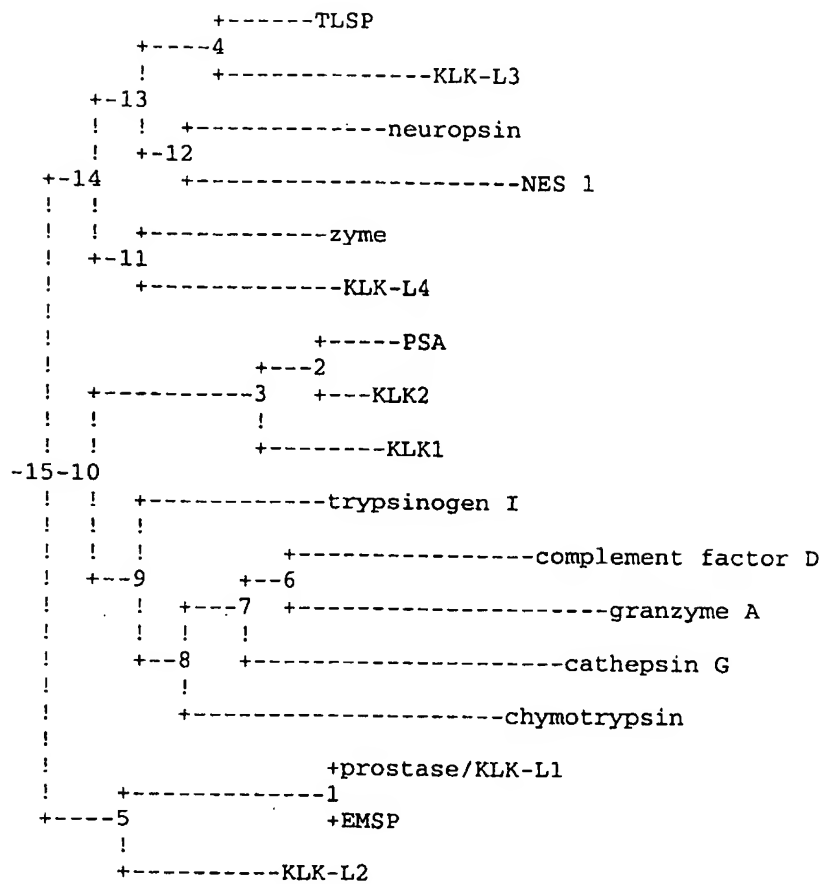 +------TLSP
+-----4
! +-------------KLK-L3
+-13
! ! +------------neuropsin
! +-12
+-14 +--------------------NES 1
! !
! ! +------------zyme
! +-11
! +-------------KLK-L4
!
! +-----PSA
! +---2
! +-----------3 +---KLK2
! ! !
! ! +--------KLK1
-15-10
! ! +------------trypsinogen I
! ! !
! ! ! +---------------complement factor D
! +--9 +--6
! ! +---7 +--------------------granzyme A
! ! ! !
! +--8 +--------------------cathepsin G
! !
! +--------------------chymotrypsin
!
! +prostase/KLK-L1
! +-------------1
+----5 +EMSP
!
+----------KLK-L2